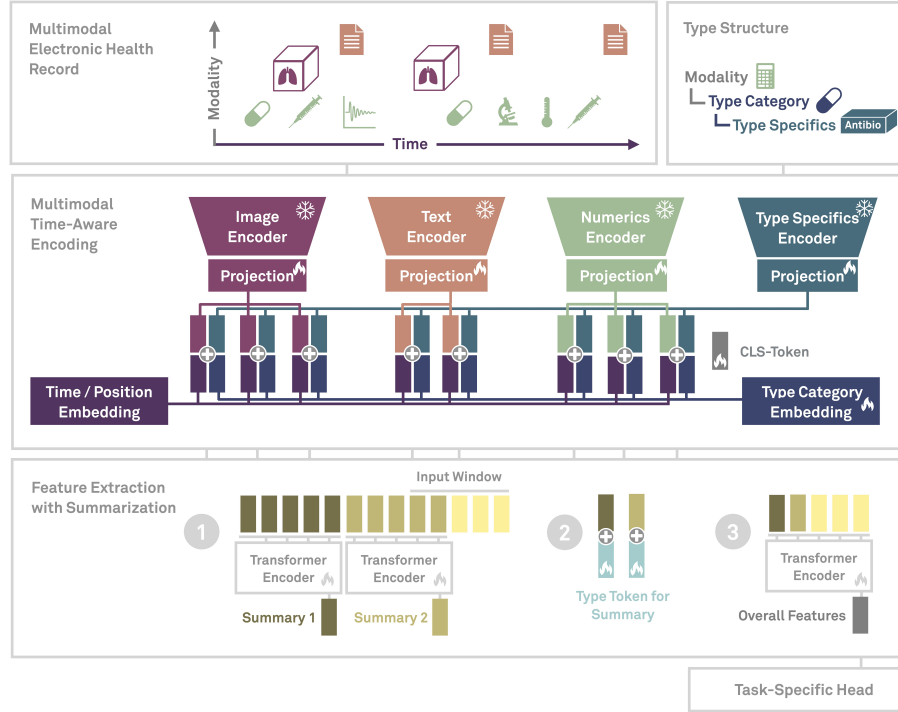 Multimodal
Electronic Health
Record
Modality
Time
Type Structure
Modality
Type Category
Type Specifics
Antibio
Multimodal
Time-Aware
Encoding
Image
Encoder
Projection
Text
Encoder
Projection
Numerics
Encoder
Projection
Type Specifics
Encoder
Projection
CLS-Token
Time / Position
Embedding
Type Category
Embedding
Feature Extraction
with Summarization
1
Input Window
Transformer
Encoder
Transformer
Encoder
Summary 1
Summary 2
2
Type Token for
Summary
3
Transformer
Encoder
Overall Features
Task-Specific Head